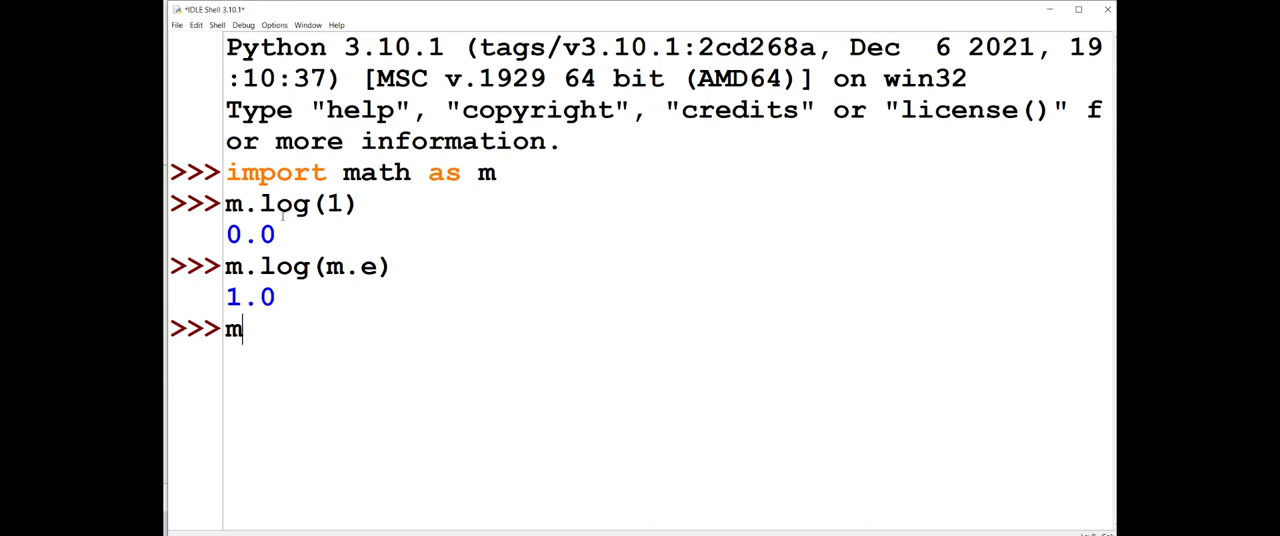 *IDLE Shell 3.10.1*
File Edit Shell Debug Options Window Help
Python 3.10.1 (tags/v3.10.1:2cd268a, Dec  6 2021, 19
:10:37) [MSC v.1929 64 bit (AMD64)] on win32
Type "help", "copyright", "credits" or "license()" f
or more information.
>>> import math as m
>>> m.log(1)
0.0
>>> m.log(m.e)
1.0
>>> m